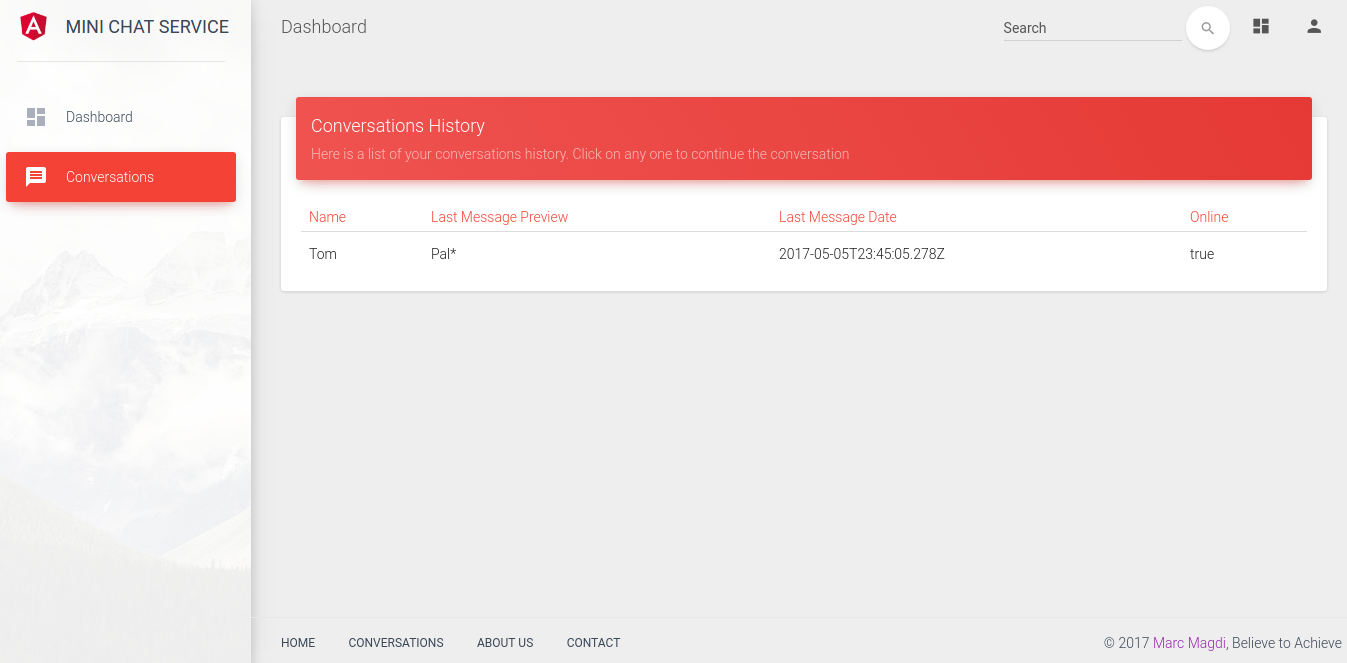 MINI CHAT SERVICE
Dashboard
Conversations
Dashboard
Search
Conversations History
Here is a list of your conversations history. Click on any one to continue the conversation
Name Last Message Preview Last Message Date Online
Tom Pal* 2017-05-05T23:45:05.278Z true
HOME CONVERSATIONS ABOUT US CONTACT
© 2017 Marc Magdi, Believe to Achieve